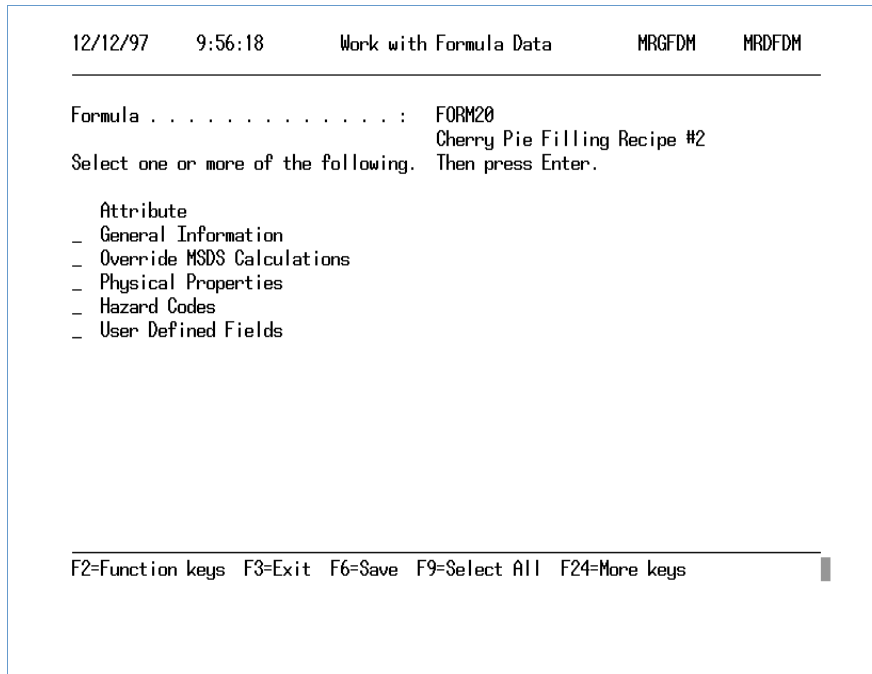 12/12/97 9:56:18 Work with Formula Data MRGFDM MRDFDM
Formula . . . . . . . . . . . . . : FORM20
Cherry Pie Filling Recipe #2
Select one or more of the following. Then press Enter.
Attribute
_ General Information
_ Override MSDS Calculations
_ Physical Properties
_ Hazard Codes
_ User Defined Fields
F2=Function keys F3=Exit F6=Save F9=Select All F24=More keys